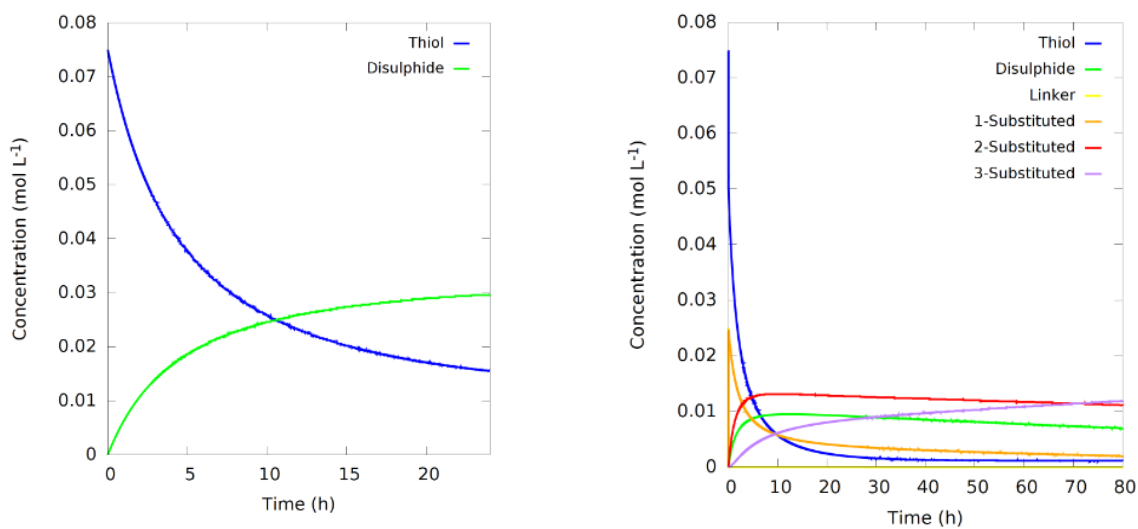 0.08
0.07
0.06
0.05
0.04
0.03
0.02
0.01
0
Concentration (mol L⁻¹)
Thiol
Disulphide
0 5 10 15 20
Time (h)
0.08
0.07
0.06
0.05
0.04
0.03
0.02
0.01
0
Concentration (mol L⁻¹)
Thiol
Disulphide
Linker
1-Substituted
2-Substituted
3-Substituted
0 10 20 30 40 50 60 70 80
Time (h)